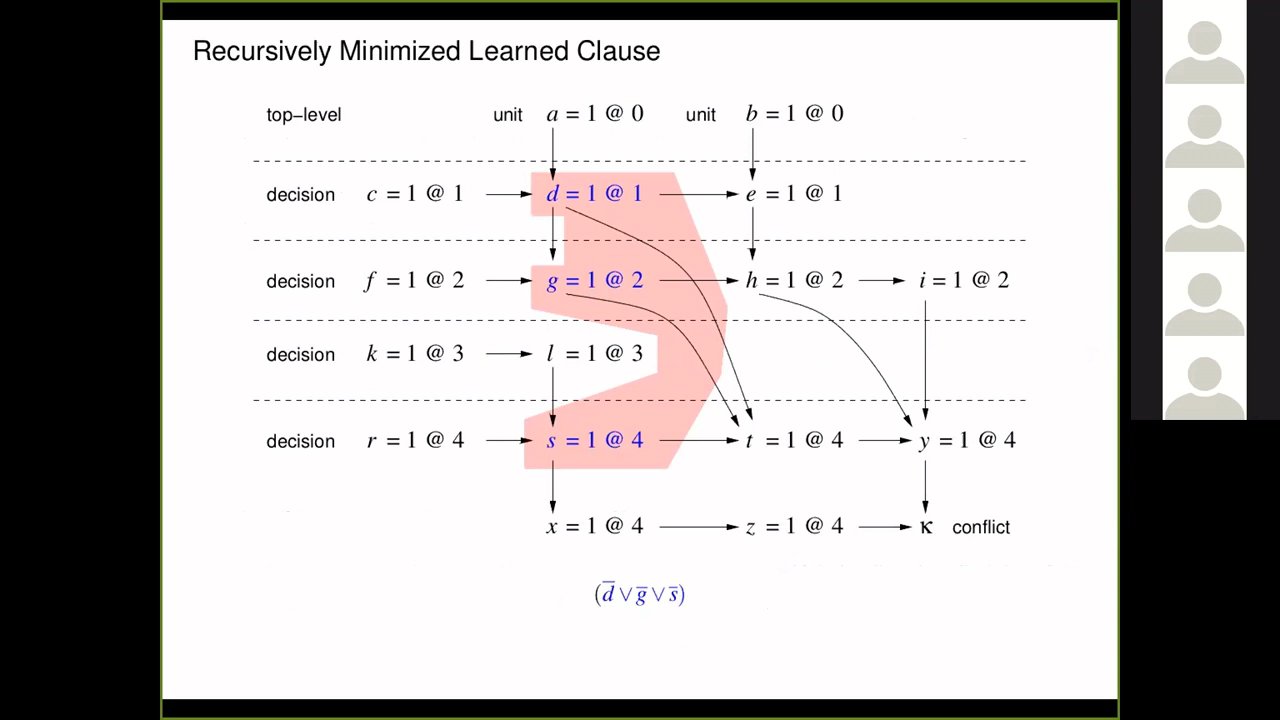 Recursively Minimized Learned Clause
top−level unit a = 1 @ 0 unit b = 1 @ 0
decision c = 1 @ 1 d = 1 @ 1 e = 1 @ 1
decision f = 1 @ 2 g = 1 @ 2 h = 1 @ 2 i = 1 @ 2
decision k = 1 @ 3 l = 1 @ 3
decision r = 1 @ 4 s = 1 @ 4 t = 1 @ 4 y = 1 @ 4
x = 1 @ 4 z = 1 @ 4 κ conflict
(d̅ ∨ g̅ ∨ s̅)